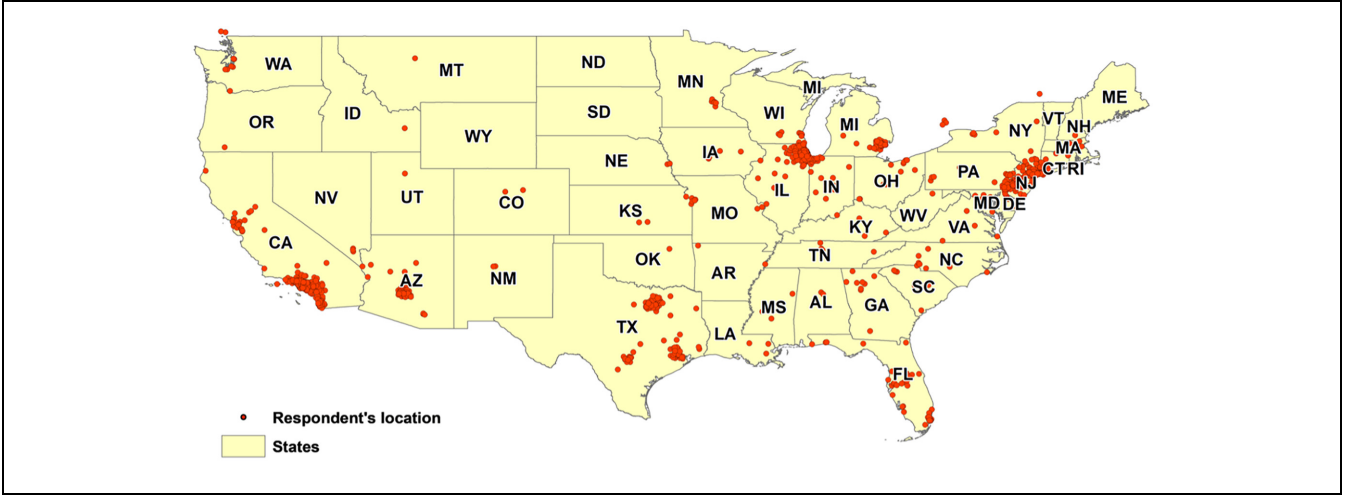 WA
MT
ND
MN
MI
ME
OR
ID
SD
WI
MI
NY
VT
NH
WY
IA
MA
NE
PA
CT
RI
NV
UT
CO
IL
IN
OH
NJ
KS
MO
WV
MD
DE
CA
KY
VA
AZ
NM
OK
AR
TN
NC
SC
TX
LA
MS
AL
GA
FL
Respondent's location
States